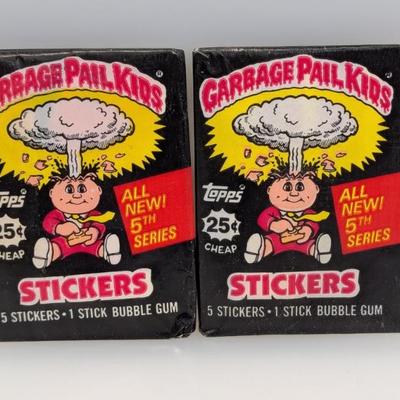 RBAGE PAIL KIDS ®
TOPPS
25¢
CHEAP
ALL
NEW!
5TH
SERIES
STICKERS
5 STICKERS • 1 STICK BUBBLE GUM
GARBAGE PAIL KIDS
TOPPS
25¢
CHEAP
ALL
NEW!
5TH
SERIES
STICKERS
5 STICKERS • 1 STICK BUBBLE GUM